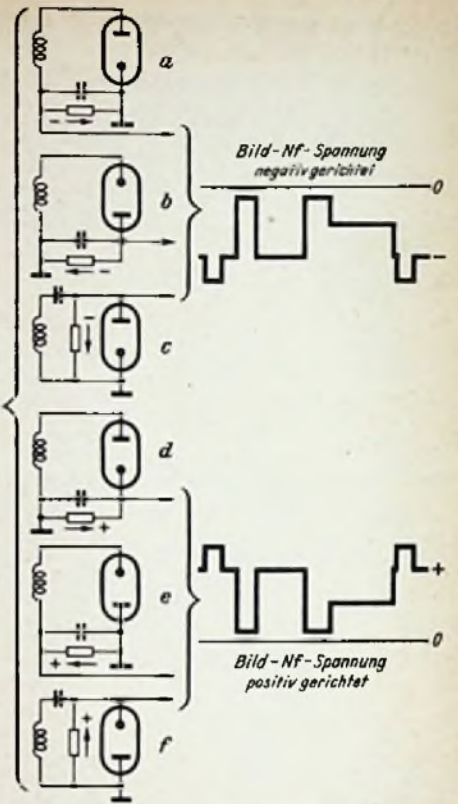 a
Bild-Nf-Spannung
negativ gerichtet
0
b
-
-
-
c
-
d
+
e
+
+
0
Bild-Nf-Spannung
positiv gerichtet
f
+